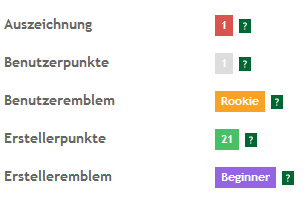 Auszeichnung 1 ?
Benutzerpunkte 1 ?
Benutzeremblem Rookie ?
Erstellerpunkte 21 ?
Erstelleremblem Beginner ?